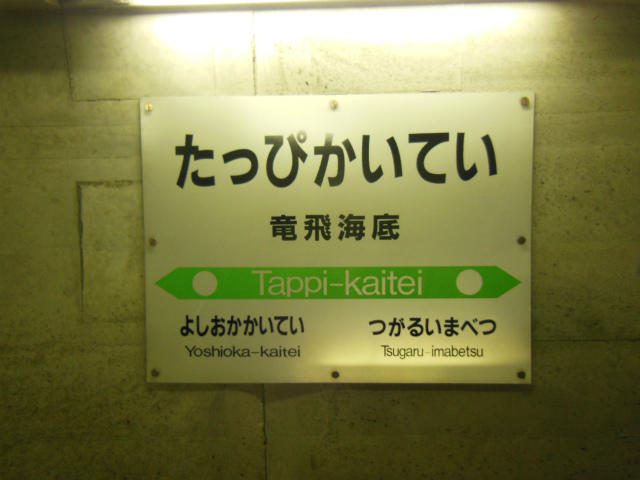 たっぴかいてい
竜飛海底
Tappi-kaitei
よしおかかいてい つがるいまべつ
Yoshioka-kaitei Tsugaru-imabetsu